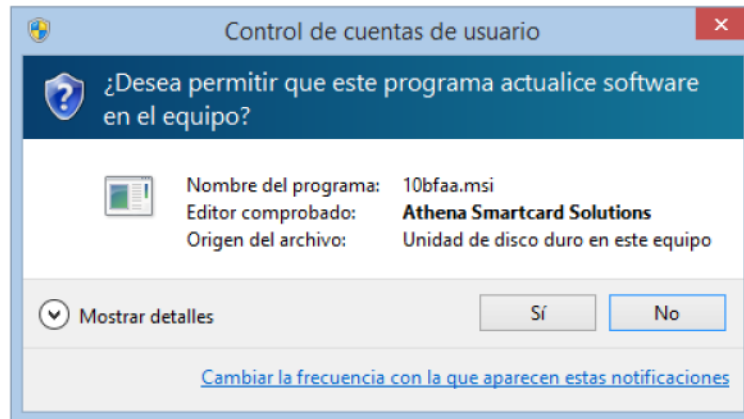 Control de cuentas de usuario
¿Desea permitir que este programa actualice software
en el equipo?
Nombre del programa: 10bfaa.msi
Editor comprobado: Athena Smartcard Solutions
Origen del archivo: Unidad de disco duro en este equipo
Mostrar detalles
Sí
No
Cambiar la frecuencia con la que aparecen estas notificaciones